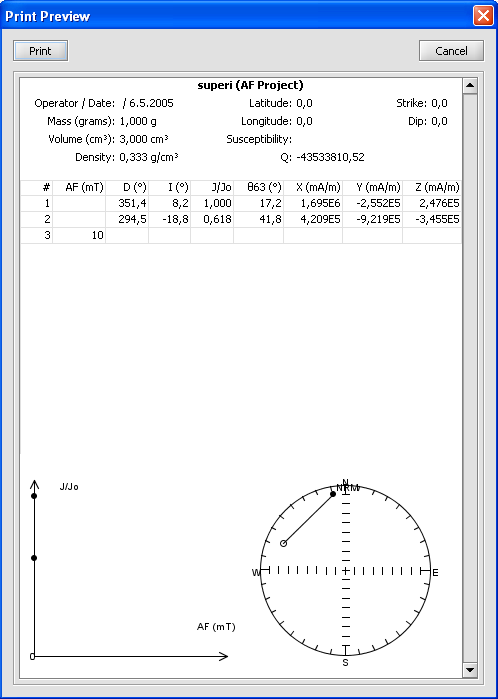 Print Preview
Print Cancel
superi (AF Project)
Operator / Date: / 6.5.2005 Latitude: 0,0 Strike: 0,0
Mass (grams): 1,000 g Longitude: 0,0 Dip: 0,0
Volume (cm³): 3,000 cm³ Susceptibility:
Density: 0,333 g/cm³ Q: -43533810,52
# AF (mT) D (°) I (°) J/Jo θ63 (°) X (mA/m) Y (mA/m) Z (mA/m)
1 351,4 8,2 1,000 17,2 1,695E6 -2,552E5 2,476E5
2 294,5 -18,8 0,618 41,8 4,209E5 -9,219E5 -3,455E5
3 10
J/Jo
AF (mT)
0
N
NRM
W E
S